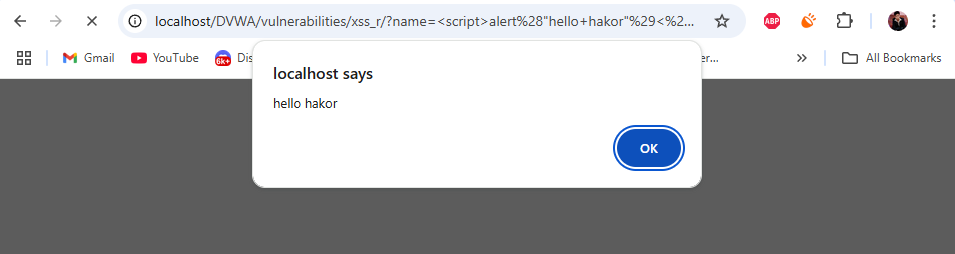 localhost/DVWA/vulnerabilities/xss_r/?name=<script>alert%28"hello+hakor"%29<%2...
Gmail YouTube Dis er... » All Bookmarks
6k+
ABP
localhost says
hello hakor
OK